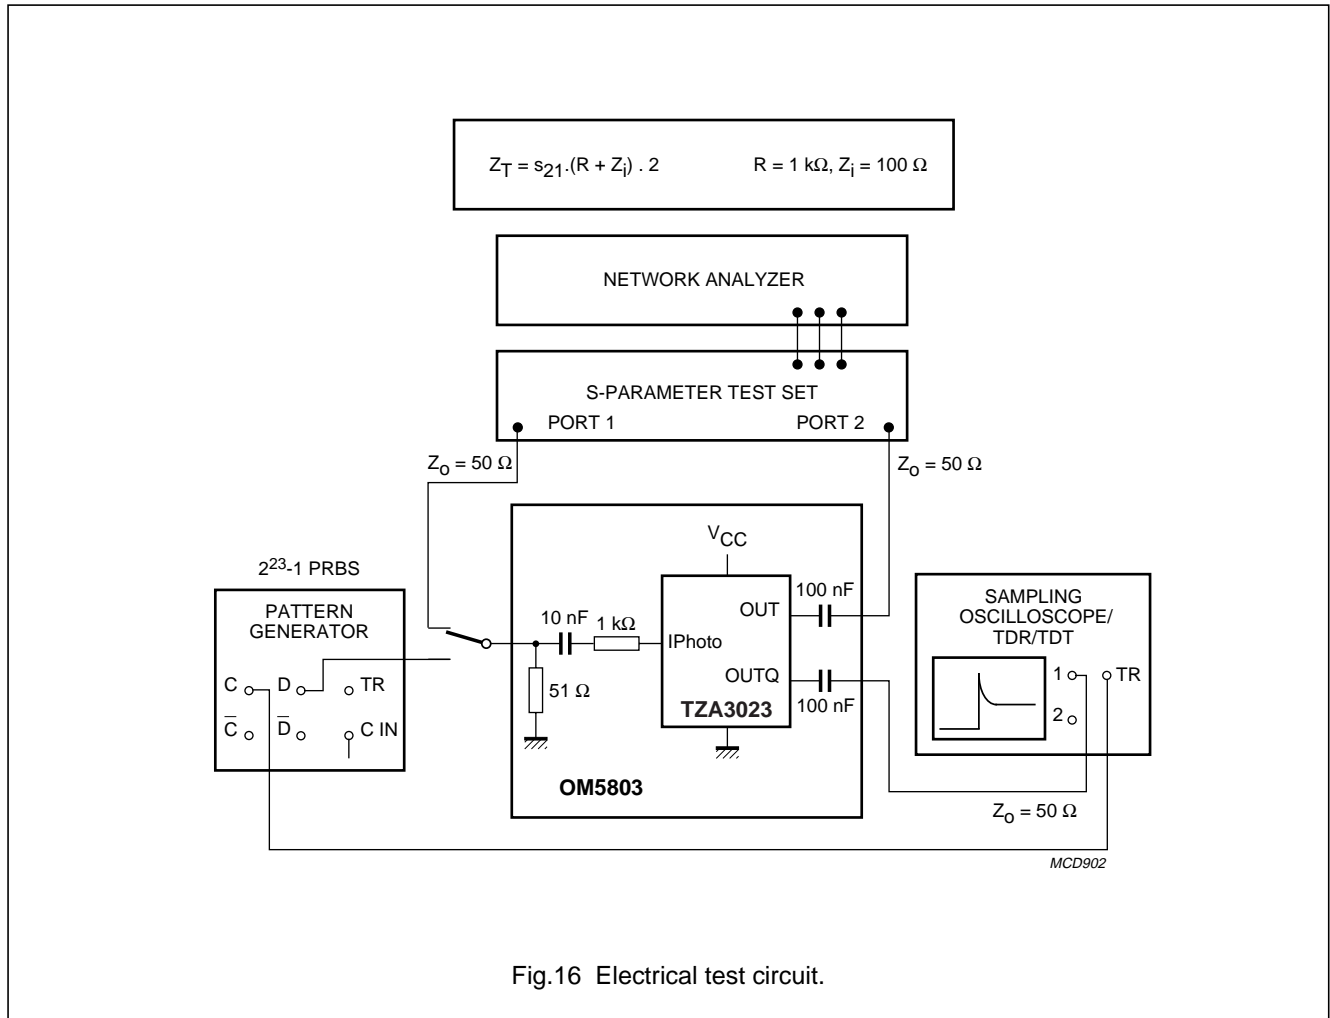 Z_T = s_21.(R + Z_i) . 2 R = 1 kΩ, Z_i = 100 Ω
NETWORK ANALYZER
S-PARAMETER TEST SET
PORT 1 PORT 2
Z_o = 50 Ω Z_o = 50 Ω
V_CC
2^23-1 PRBS
PATTERN
GENERATOR
C D TR
C̅ D̅ C IN
10 nF 1 kΩ
51 Ω
IPhoto
OUT
OUTQ
TZA3023
100 nF
100 nF
OM5803
SAMPLING
OSCILLOSCOPE/
TDR/TDT
1 TR
2
Z_o = 50 Ω
MCD902
Fig.16 Electrical test circuit.